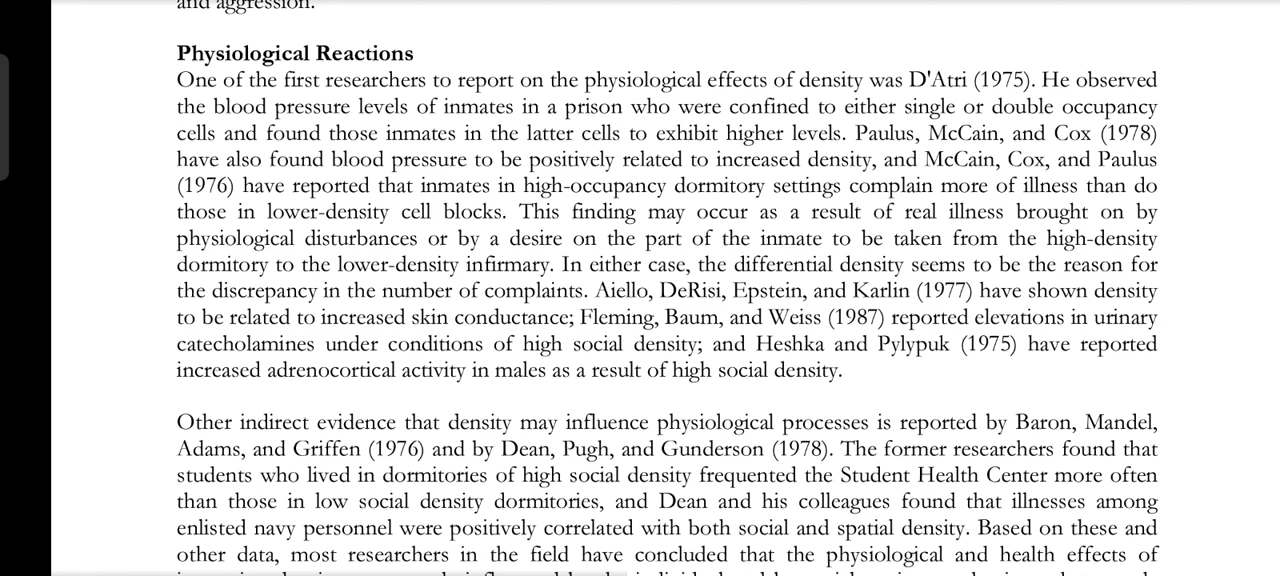 and aggression.
Physiological Reactions
One of the first researchers to report on the physiological effects of density was D'Atri (1975). He observed
the blood pressure levels of inmates in a prison who were confined to either single or double occupancy
cells and found those inmates in the latter cells to exhibit higher levels. Paulus, McCain, and Cox (1978)
have also found blood pressure to be positively related to increased density, and McCain, Cox, and Paulus
(1976) have reported that inmates in high-occupancy dormitory settings complain more of illness than do
those in lower-density cell blocks. This finding may occur as a result of real illness brought on by
physiological disturbances or by a desire on the part of the inmate to be taken from the high-density
dormitory to the lower-density infirmary. In either case, the differential density seems to be the reason for
the discrepancy in the number of complaints. Aiello, DeRisi, Epstein, and Karlin (1977) have shown density
to be related to increased skin conductance; Fleming, Baum, and Weiss (1987) reported elevations in urinary
catecholamines under conditions of high social density; and Heshka and Pylypuk (1975) have reported
increased adrenocortical activity in males as a result of high social density.
Other indirect evidence that density may influence physiological processes is reported by Baron, Mandel,
Adams, and Griffen (1976) and by Dean, Pugh, and Gunderson (1978). The former researchers found that
students who lived in dormitories of high social density frequented the Student Health Center more often
than those in low social density dormitories, and Dean and his colleagues found that illnesses among
enlisted navy personnel were positively correlated with both social and spatial density. Based on these and
other data, most researchers in the field have concluded that the physiological and health effects of